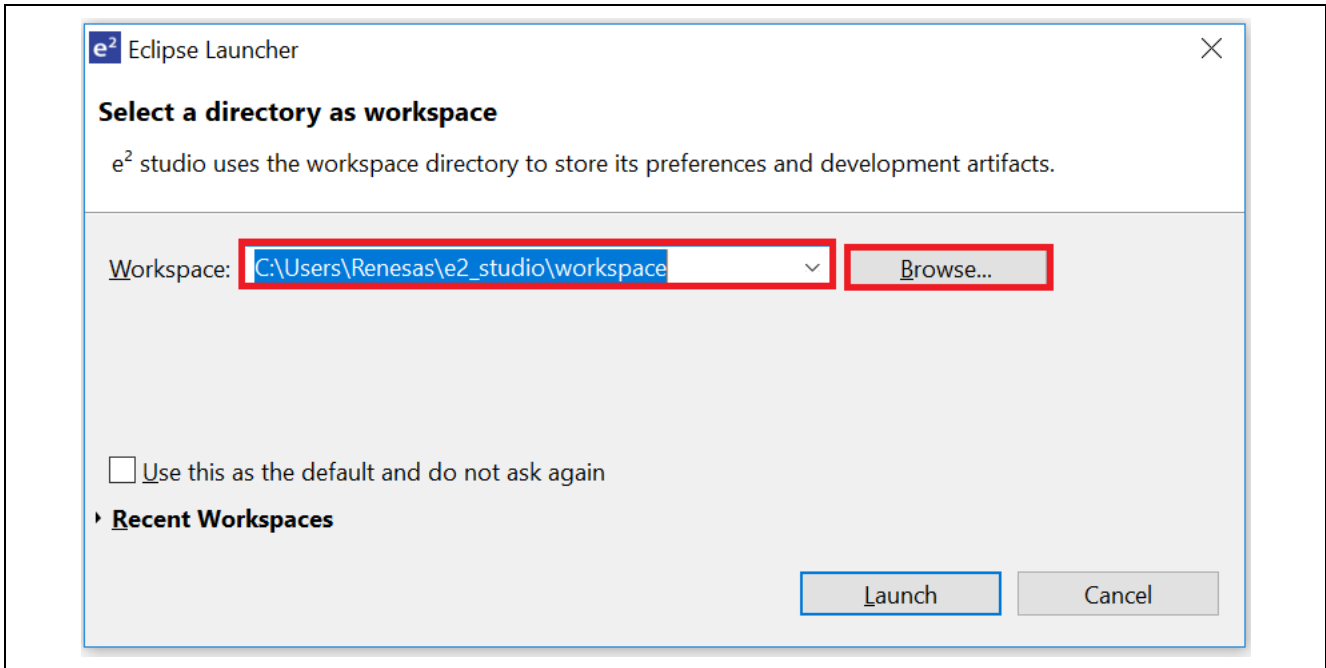 e² Eclipse Launcher
Select a directory as workspace
e² studio uses the workspace directory to store its preferences and development artifacts.
Workspace: C:\Users\Renesas\e2_studio\workspace Browse...
Use this as the default and do not ask again
Recent Workspaces
Launch Cancel